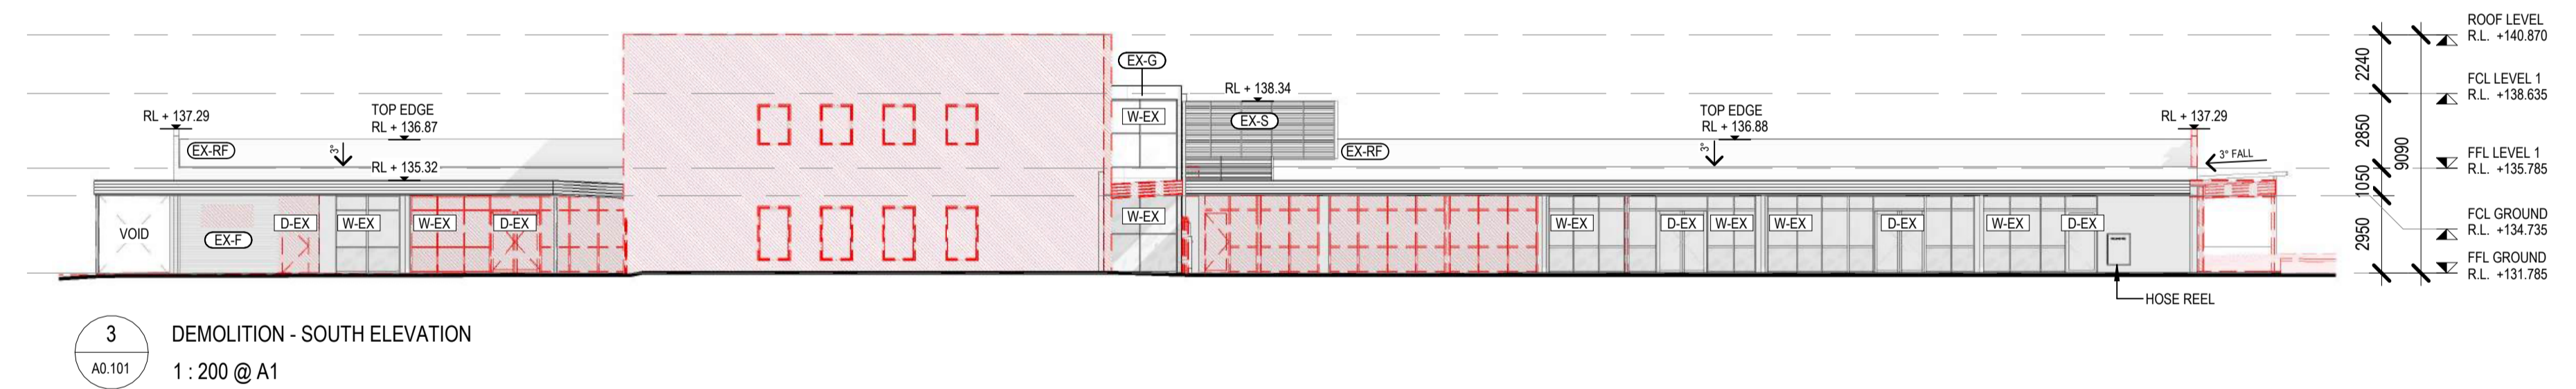 ROOF LEVEL
R.L. +140.870
2240
FCL LEVEL 1
R.L. +138.635
2850
9090
FFL LEVEL 1
R.L. +135.785
1050
FCL GROUND
R.L. +134.735
2950
FFL GROUND
R.L. +131.785
EX-G
RL + 138.34
W-EX
EX-S
RL + 137.29
TOP EDGE
RL + 136.87
TOP EDGE
RL + 136.88
RL + 137.29
EX-RF
3°
EX-RF
3°
3° FALL
RL + 135.32
VOID
EX-F
D-EX
W-EX
W-EX
D-EX
W-EX
W-EX
D-EX
W-EX
W-EX
D-EX
W-EX
D-EX
HOSE REEL
3
A0.101
DEMOLITION - SOUTH ELEVATION
1 : 200 @ A1